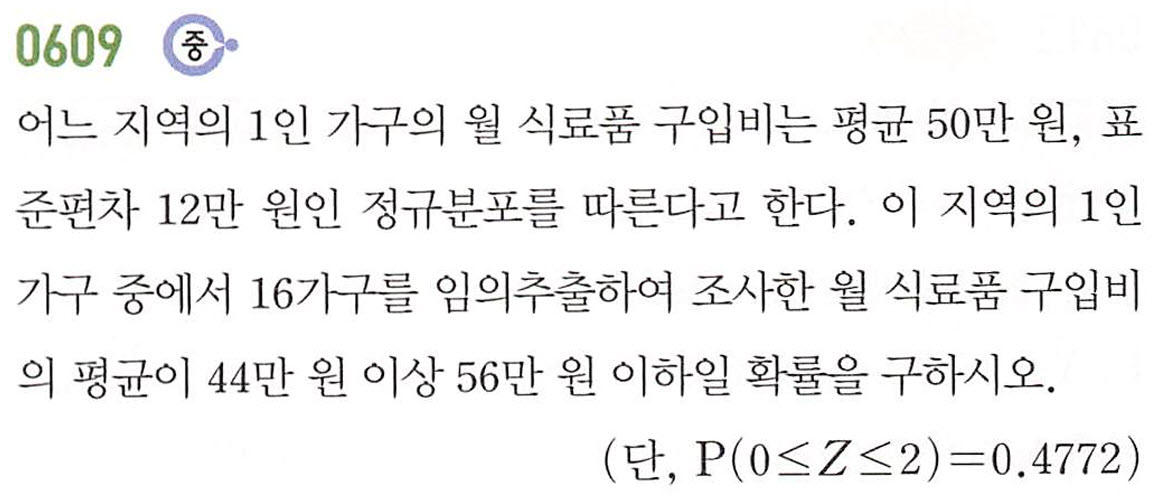 0609 중
어느 지역의 1인 가구의 월 식료품 구입비는 평균 50만 원, 표
준편차 12만 원인 정규분포를 따른다고 한다. 이 지역의 1인
가구 중에서 16가구를 임의추출하여 조사한 월 식료품 구입비
의 평균이 44만 원 이상 56만 원 이하일 확률을 구하시오.
(단, P(0≤Z≤2)=0.4772)